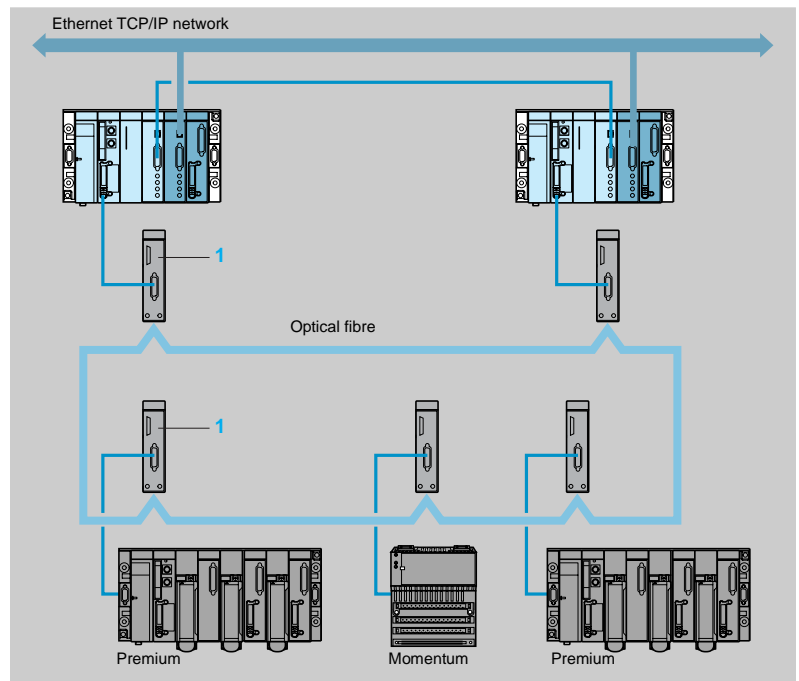 Ethernet TCP/IP network
1
Optical fibre
1
Premium
Momentum
Premium